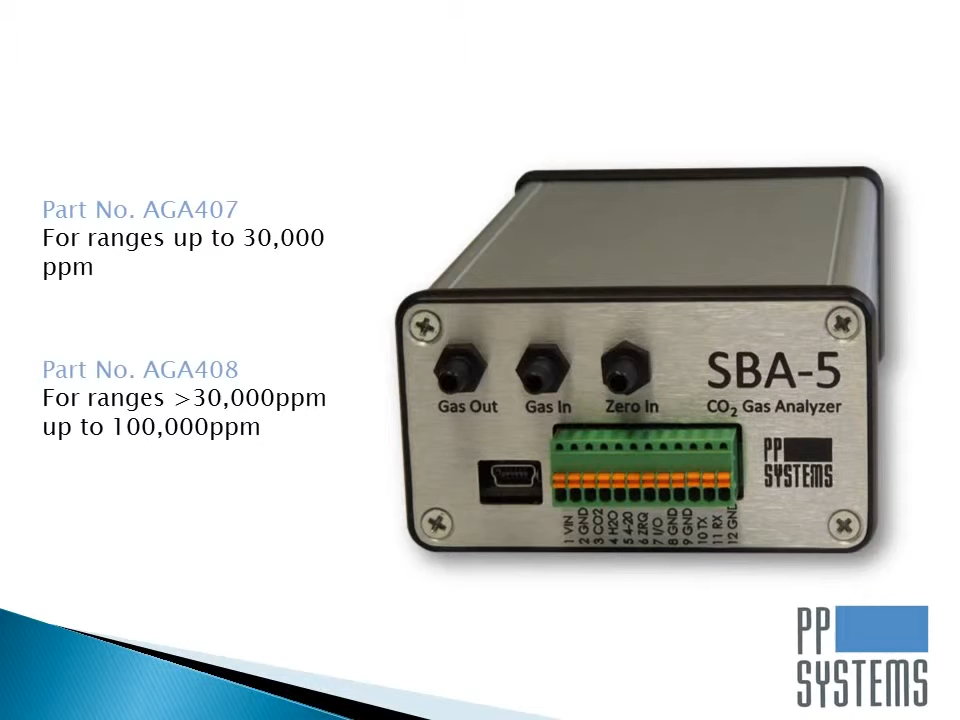 Part No. AGA407
For ranges up to 30,000
ppm
Part No. AGA408
For ranges >30,000ppm
up to 100,000ppm
SBA-5
CO2 Gas Analyzer
Gas Out
Gas In
Zero In
PP
SYSTEMS
1 VIN
2 GND
3 CO2
4 H2O
5 4-20
6 ZRQ
7 I/O
8 GND
9 GND
10 TX
11 RX
12 GND
PP
SYSTEMS